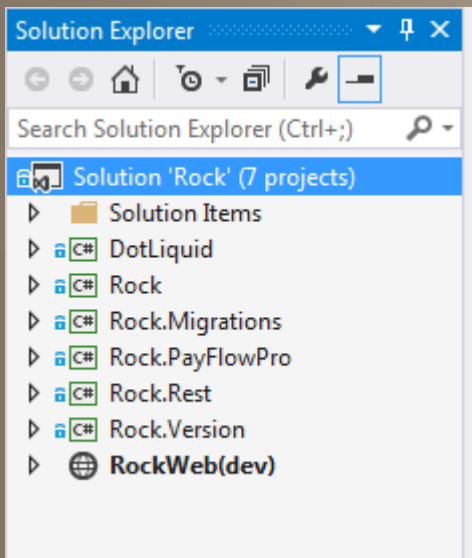 Solution Explorer
Search Solution Explorer (Ctrl+;)
Solution 'Rock' (7 projects)
Solution Items
C# DotLiquid
C# Rock
C# Rock.Migrations
C# Rock.PayFlowPro
C# Rock.Rest
C# Rock.Version
RockWeb(dev)